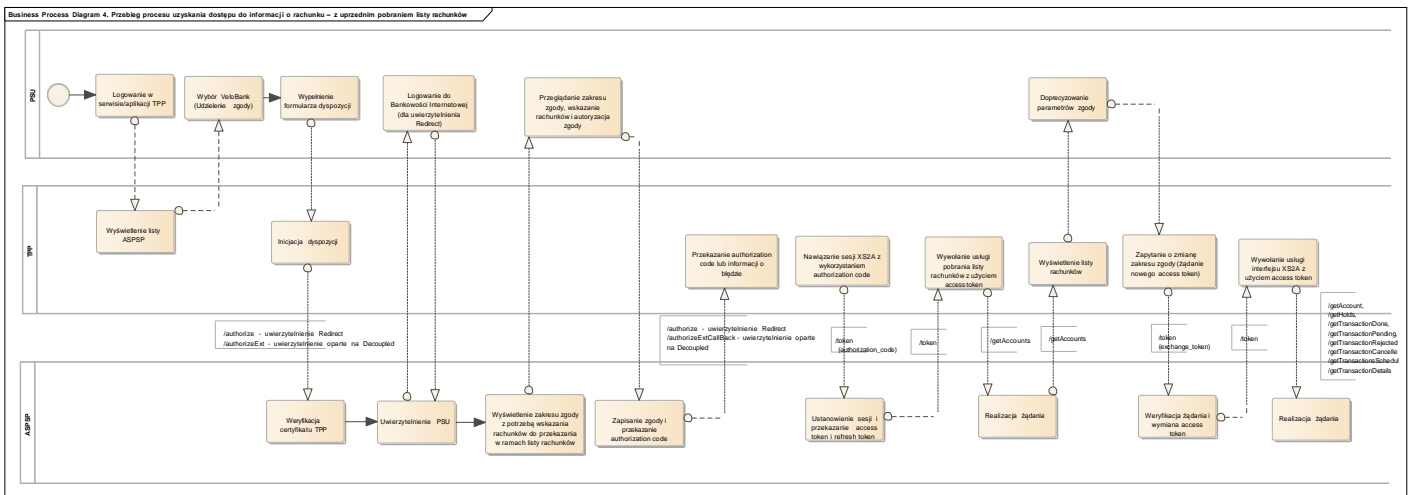 Business Process Diagram 4. Przebieg procesu uzyskania dostępu do informacji o rachunku – z uprzednim pobraniem listy rachunków
PSU
Logowanie w
serwisie/aplikacji TPP
Wybór VeloBank
(Udzielenie zgody)
Wypełnienie
formularza dyspozycji
Logowanie do
Bankowości Internetowej
(dla uwierzytelnienia
Redirect)
Przeglądanie zakresu
zgody, wskazanie
rachunków i autoryzacja
zgody
Doprecyzowanie
parametrów zgody
TPP
Wyświetlenie listy
ASPSP
Inicjacja dyspozycji
Przekazanie authorization
code lub informacji o
błędzie
Nawiązanie sesji XS2A z
wykorzystaniem
authorization code
Wywołanie usługi
pobrania listy
rachunków z użyciem
access token
Wyświetlenie listy
rachunków
Zapytanie o zmianę
zakresu zgody (żądanie
nowego access token)
Wywołanie usługi
interfejsu XS2A z
użyciem access token
/authorize - uwierzytelnienie Redirect
/authorizeExt - uwierzytelnienie oparte na Decoupled
/authorize - uwierzytelnienie Redirect
/authorizeExtCallBack - uwierzytelnienie oparte
na Decoupled
/token
(authorization_code)
/token
/getAccounts
/getAccounts
/token
(exchange_token)
/token
/getAccount,
/getHolds,
/getTransactionDone,
/getTransactionPending,
/getTransactionRejected
/getTransactionCancelle
/getTransactionsSchedul
/getTransactionDetails
ASPSP
Weryfikacja
certyfikatu TPP
Uwierzytelnienie PSU
Wyświetlenie zakresu zgody
z potrzebą wskazania
rachunków do przekazania
w ramach listy rachunków
Zapisanie zgody i
przekazanie
authorization code
Ustanowienie sesji i
przekazanie access
token i refresh token
Realizacja żądania
Weryfikacja żądania i
wymiana access
token
Realizacja żądania